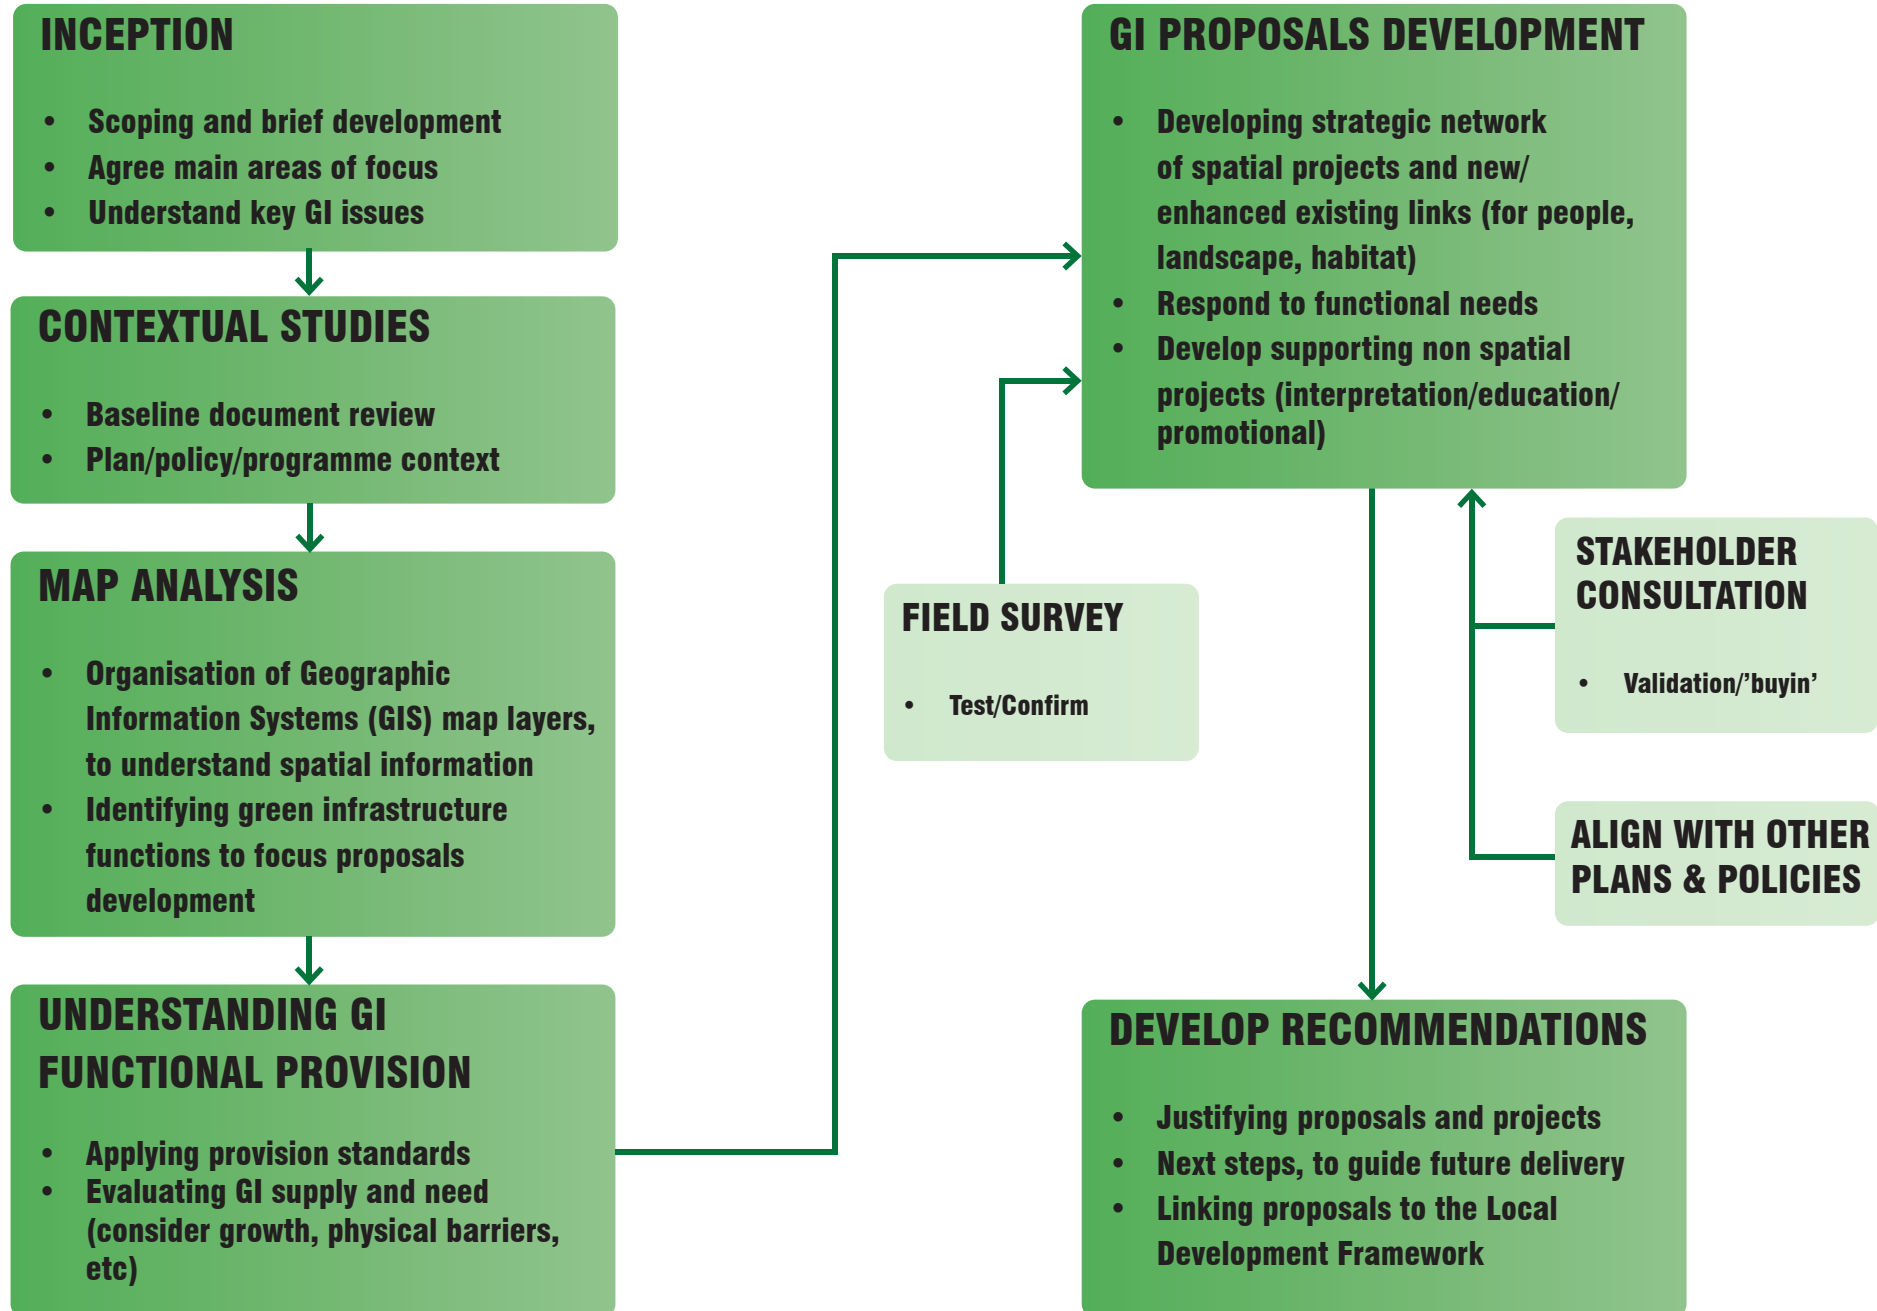 INCEPTION
• Scoping and brief development
• Agree main areas of focus
• Understand key GI issues
CONTEXTUAL STUDIES
• Baseline document review
• Plan/policy/programme context
MAP ANALYSIS
• Organisation of Geographic
Information Systems (GIS) map layers,
to understand spatial information
• Identifying green infrastructure
functions to focus proposals
development
UNDERSTANDING GI
FUNCTIONAL PROVISION
• Applying provision standards
• Evaluating GI supply and need
(consider growth, physical barriers,
etc)
FIELD SURVEY
• Test/Confirm
GI PROPOSALS DEVELOPMENT
• Developing strategic network
of spatial projects and new/
enhanced existing links (for people,
landscape, habitat)
• Respond to functional needs
• Develop supporting non spatial
projects (interpretation/education/
promotional)
STAKEHOLDER
CONSULTATION
• Validation/’buyin’
ALIGN WITH OTHER
PLANS & POLICIES
DEVELOP RECOMMENDATIONS
• Justifying proposals and projects
• Next steps, to guide future delivery
• Linking proposals to the Local
Development Framework